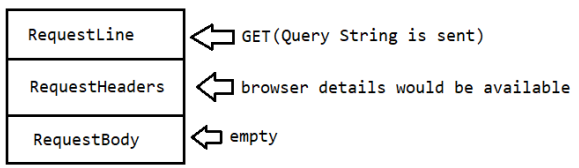 RequestLine GET(Query String is sent)
RequestHeaders browser details would be available
RequestBody empty